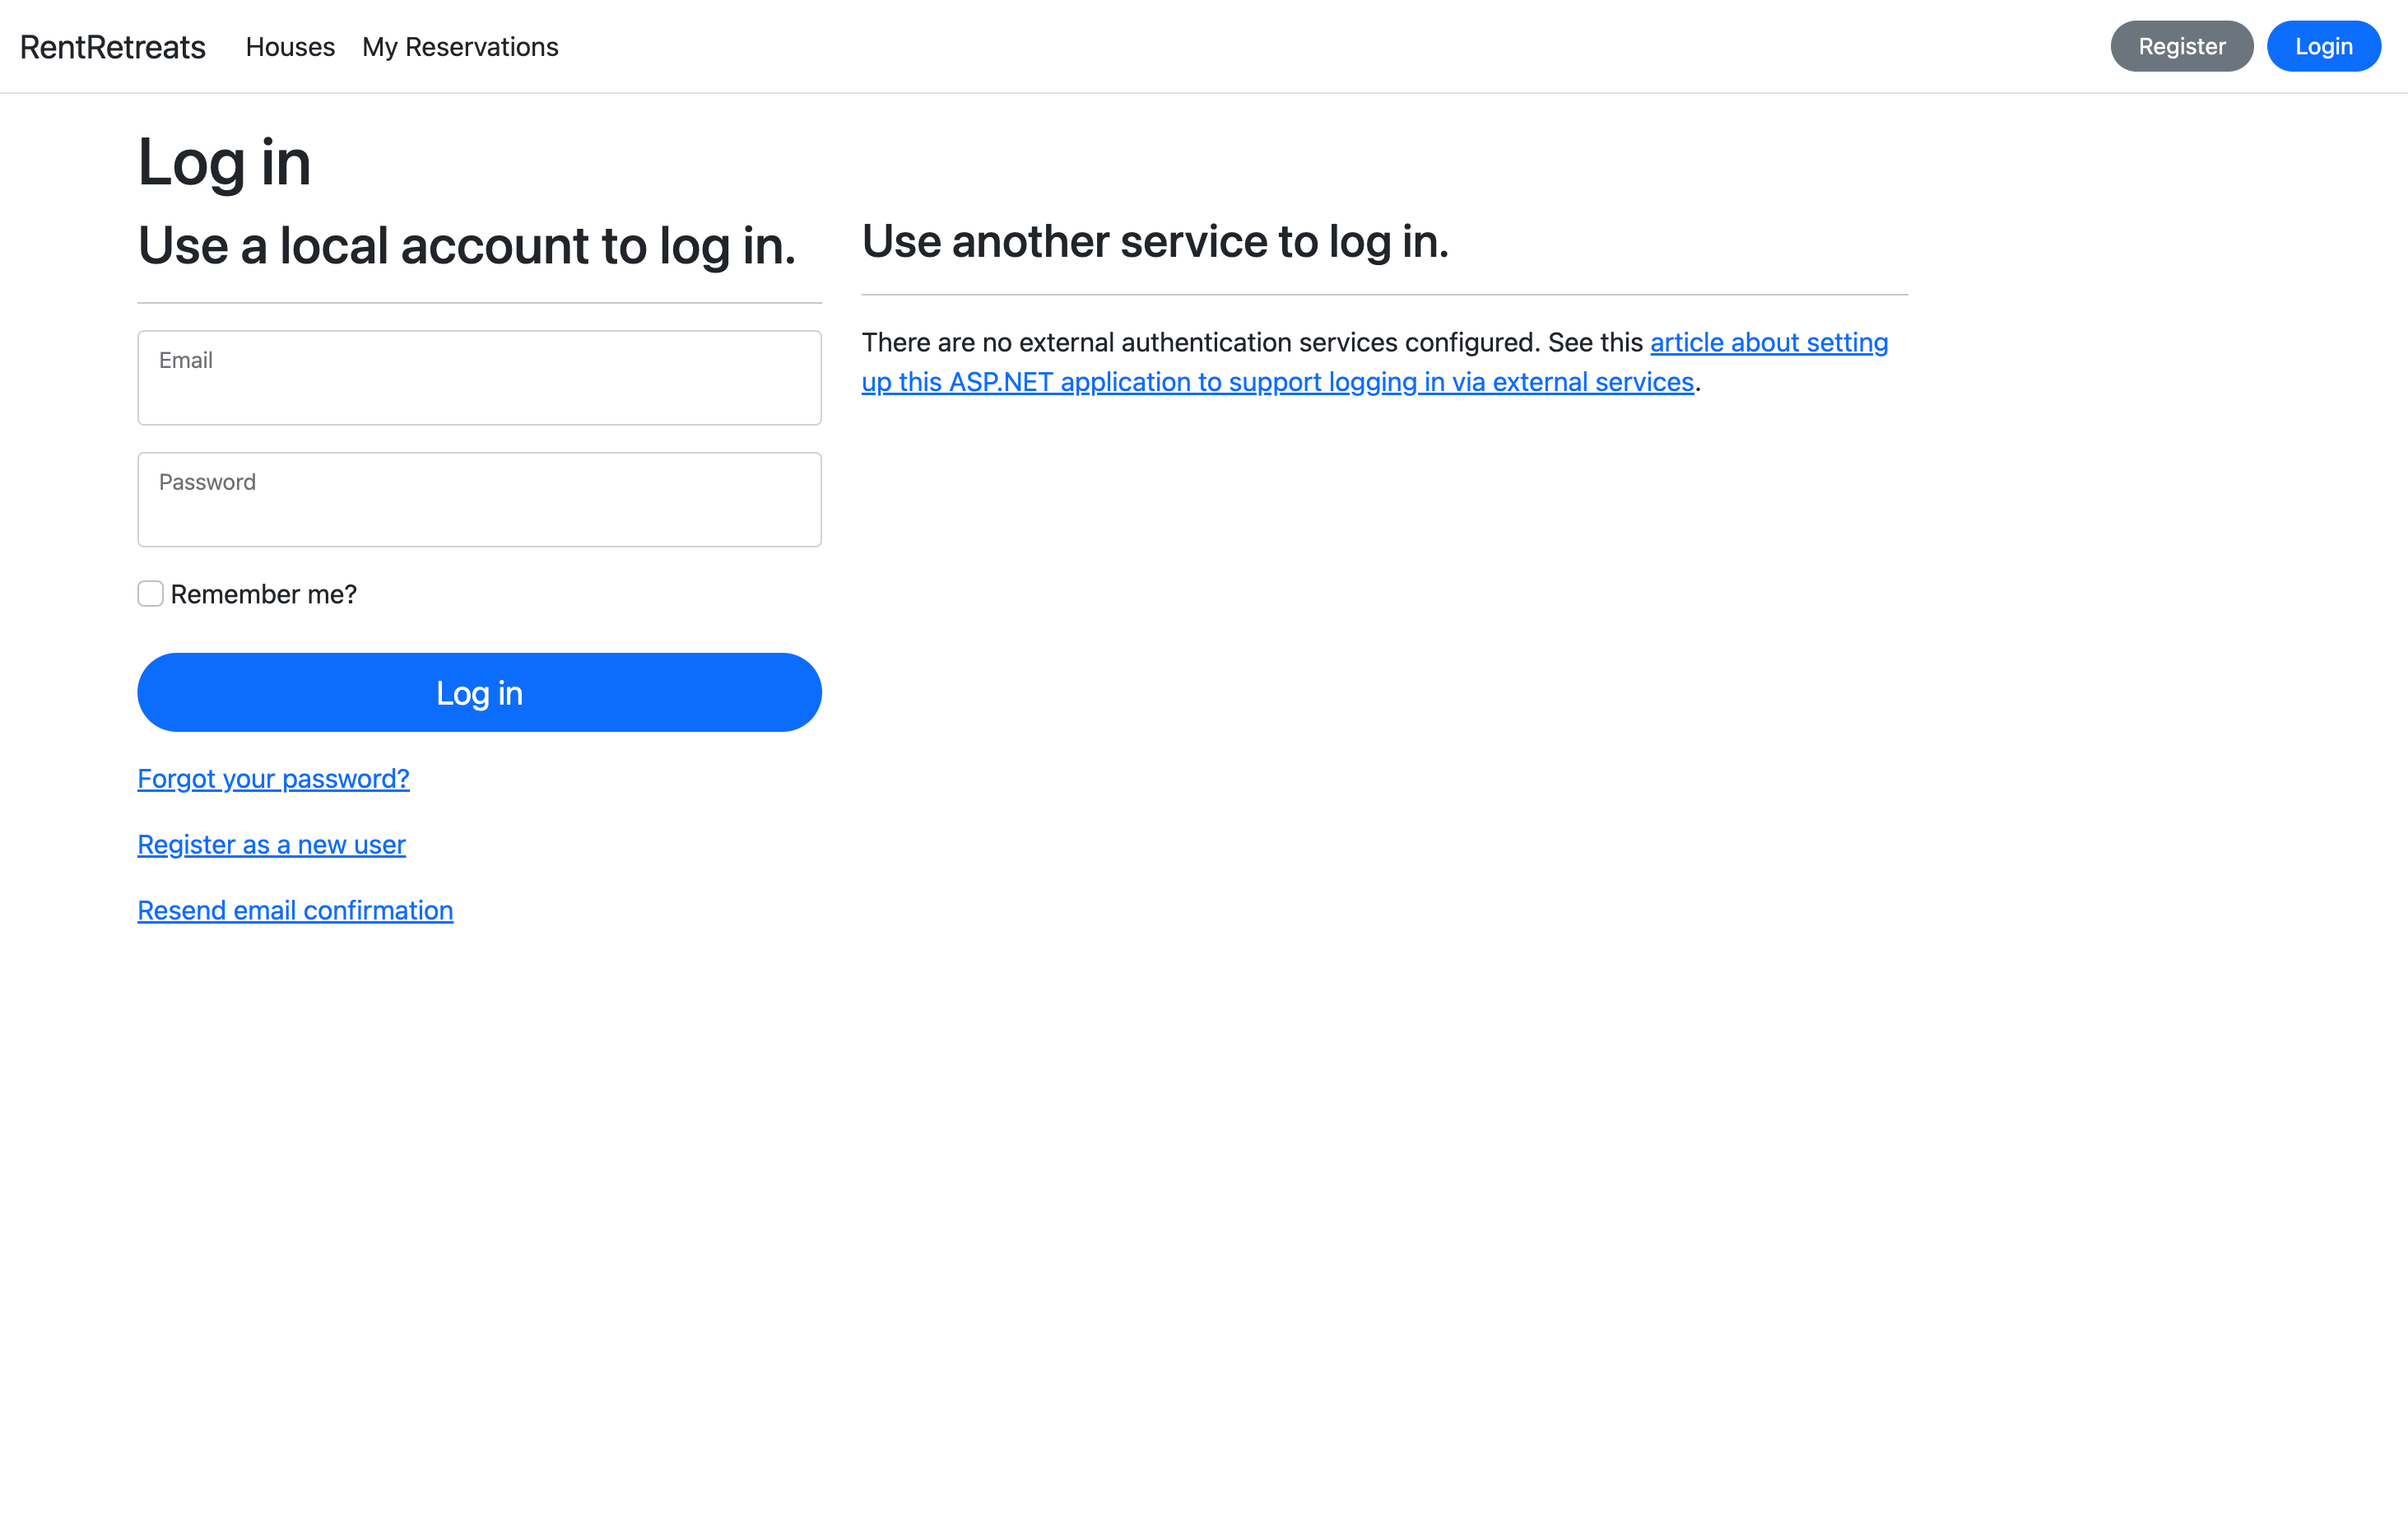 RentRetreats Houses My Reservations Register Login
Log in
Use a local account to log in.
Email
Password
Remember me?
Log in
Forgot your password?
Register as a new user
Resend email confirmation
Use another service to log in.
There are no external authentication services configured. See this article about setting
up this ASP.NET application to support logging in via external services.